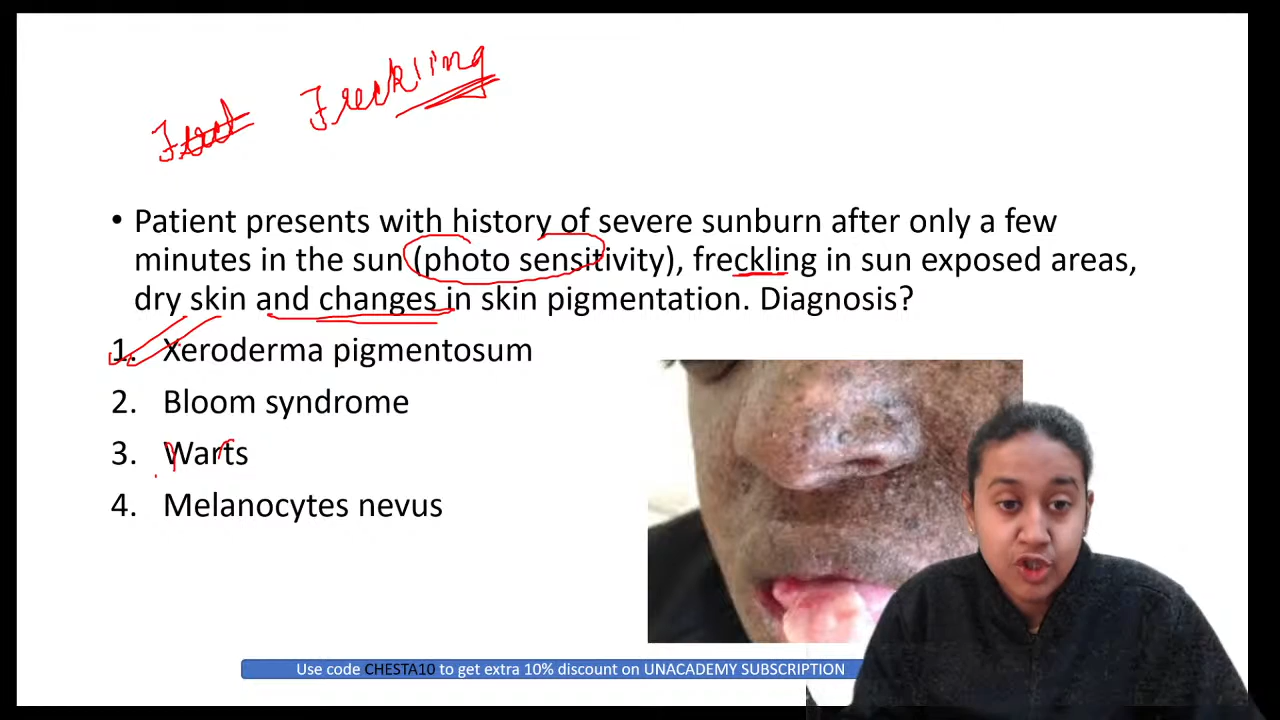 Freckling
• Patient presents with history of severe sunburn after only a few
minutes in the sun (photo sensitivity), freckling in sun exposed areas,
dry skin and changes in skin pigmentation. Diagnosis?
1. Xeroderma pigmentosum
2. Bloom syndrome
3. Warts
4. Melanocytes nevus
Use code CHESTA10 to get extra 10% discount on UNACADEMY SUBSCRIPTION